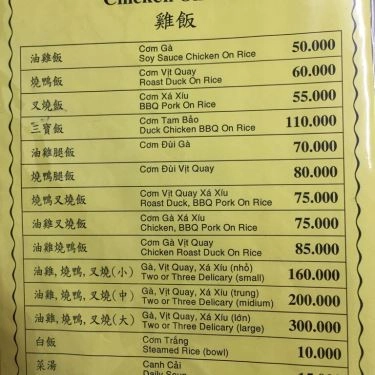 Chicken
雞飯
油雞飯 Cơm Gà 50.000
Soy Sauce Chicken On Rice
燒鴨飯 Cơm Vịt Quay 60.000
Roast Duck On Rice
叉燒飯 Cơm Xá Xíu 55.000
BBQ Pork On Rice
三寶飯 Cơm Tam Bảo 110.000
Duck Chicken BBQ On Rice
油雞腿飯 Cơm Đùi Gà 70.000
燒鴨腿飯 Cơm Đùi Vịt Quay 80.000
燒鴨叉燒飯 Cơm Vịt Quay Xá Xíu 75.000
Roast Duck, BBQ Pork On Rice
油雞叉燒飯 Cơm Gà Xá Xíu 75.000
Chicken, BBQ Pork On Rice
油雞燒鴨飯 Cơm Gà Vịt Quay 85.000
Chicken Roast Duck On Rice
油雞, 燒鴨, 叉燒(小) Gà, Vịt Quay, Xá Xíu (nhỏ) 160.000
Two or Three Delicary (small)
油雞, 燒鴨, 叉燒(中) Gà, Vịt Quay, Xá Xíu (trung) 200.000
Two or Three Delicary (midium)
油雞, 燒鴨, 叉燒(大) Gà, Vịt Quay, Xá Xíu (lớn) 300.000
Two or Three Delicary (large)
白飯 Cơm Trắng 10.000
Steamed Rice (bowl)
菜湯 Canh Cải
Daily Soup